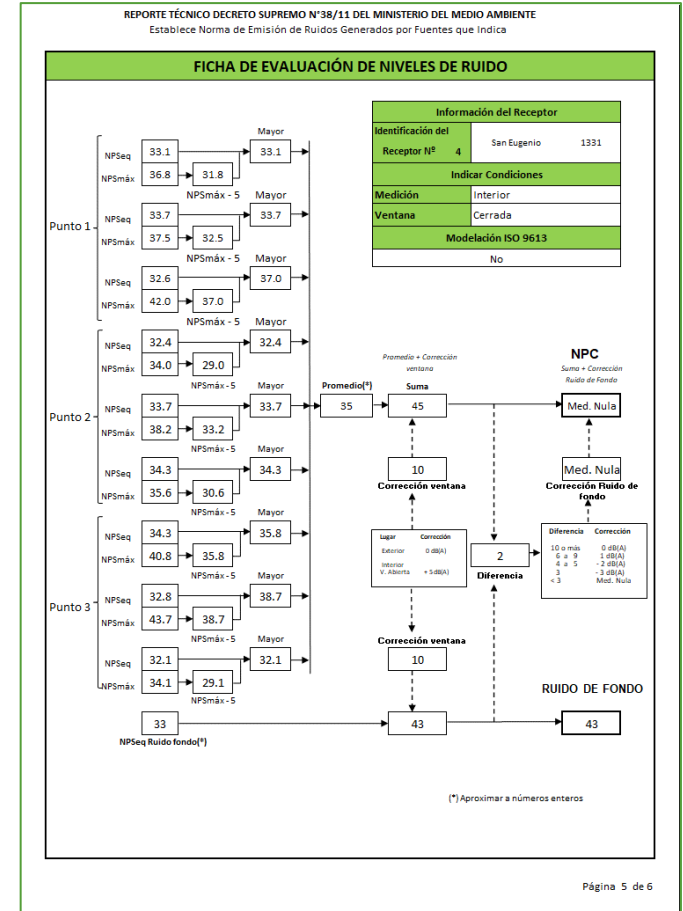 REPORTE TÉCNICO DECRETO SUPREMO N°38/11 DEL MINISTERIO DEL MEDIO AMBIENTE
Establece Norma de Emisión de Ruidos Generados por Fuentes que Indica
FICHA DE EVALUACIÓN DE NIVELES DE RUIDO
Información del Receptor
Identificación del
Receptor Nº 4
San Eugenio 1331
Indicar Condiciones
Medición Interior
Ventana Cerrada
Modelación ISO 9613
No
Punto 1
Mayor
NPSeq 33.1 33.1
NPSmáx 36.8 31.8
NPSmáx - 5 Mayor
NPSeq 33.7 33.7
NPSmáx 37.5 32.5
NPSmáx - 5 Mayor
NPSeq 32.6 37.0
NPSmáx 42.0 37.0
NPSmáx - 5 Mayor
Punto 2
NPSeq 32.4 32.4
NPSmáx 34.0 29.0
NPSmáx - 5 Mayor
NPSeq 33.7 33.7
NPSmáx 38.2 33.2
NPSmáx - 5 Mayor
NPSeq 34.3 34.3
NPSmáx 35.6 30.6
NPSmáx - 5 Mayor
Punto 3
NPSeq 34.3 35.8
NPSmáx 40.8 35.8
NPSmáx - 5 Mayor
NPSeq 32.8 38.7
NPSmáx 43.7 38.7
NPSmáx - 5 Mayor
NPSeq 32.1 32.1
NPSmáx 34.1 29.1
NPSmáx - 5
33
NPSeq Ruido fondo(*)
Promedio(*)
35
Promedio + Corrección
ventana
Suma
45
10
Corrección ventana
Lugar Corrección
Exterior 0 dB(A)
Interior
V. Abierta + 5dB(A)
Corrección ventana
10
43
2
Diferencia
NPC
Suma + Corrección
Ruido de Fondo
Med. Nula
Med. Nula
Corrección Ruido de
fondo
Diferencia Corrección
10 o más 0 dB(A)
6 a 9 1 dB(A)
4 a 5 - 2 dB(A)
3 - 3 dB(A)
< 3 Med. Nula
RUIDO DE FONDO
43
(*) Aproximar a números enteros
Página 5 de 6